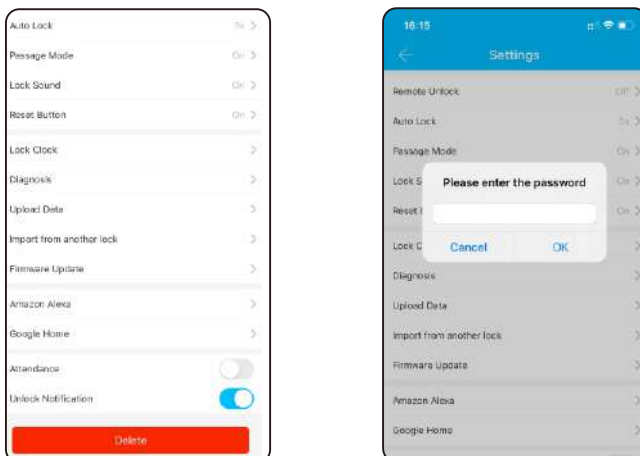 Auto Lock 5s
Passage Mode On
Lock Sound On
Reset Button On
Lock Clock
Diagnosis
Upload Data
Import from another lock
Firmware Update
Amazon Alexa
Google Home
Attendance
Unlock Notification
Delete
16:15
Settings
Remote Unlock Off
Auto Lock 5s
Passage Mode On
Lock S On
Please enter the password
Reset On
Lock C
Cancel OK
Diagnosis
Upload Data
Import from another lock
Firmware Update
Amazon Alexa
Google Home